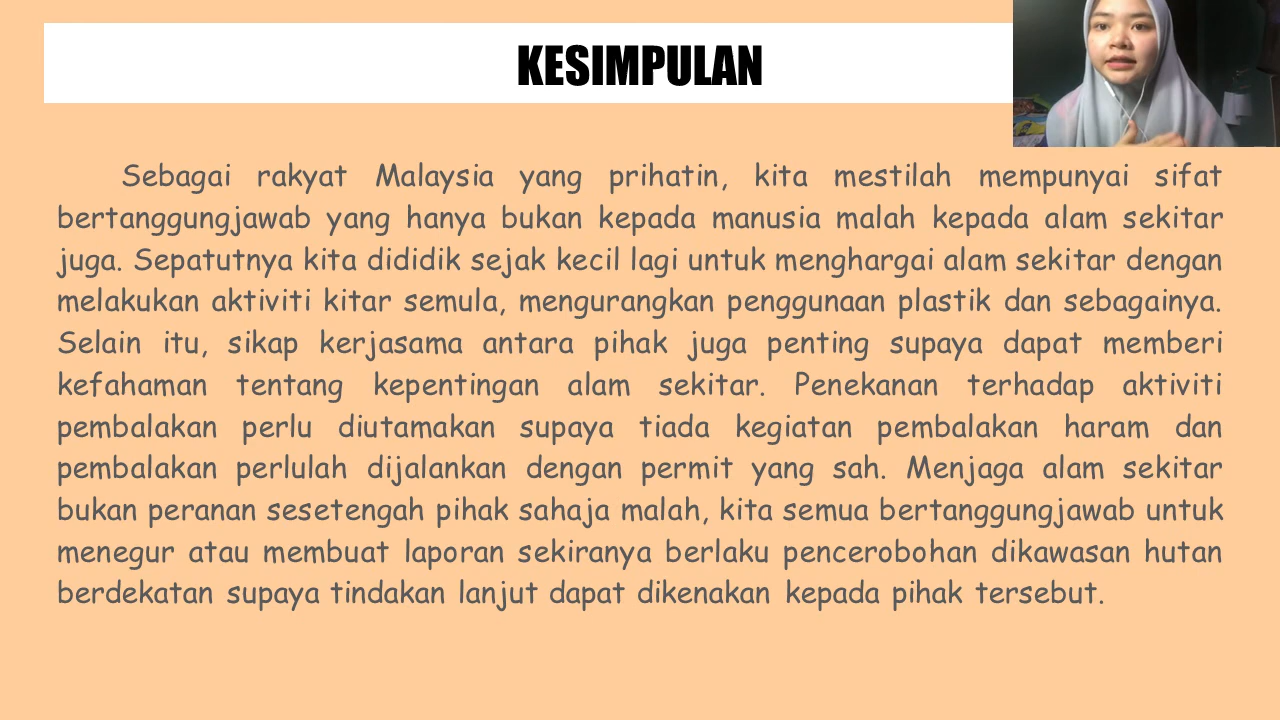 KESIMPULAN
Sebagai rakyat Malaysia yang prihatin, kita mestilah mempunyai sifat
bertanggungjawab yang hanya bukan kepada manusia malah kepada alam sekitar
juga. Sepatutnya kita dididik sejak kecil lagi untuk menghargai alam sekitar dengan
melakukan aktiviti kitar semula, mengurangkan penggunaan plastik dan sebagainya.
Selain itu, sikap kerjasama antara pihak juga penting supaya dapat memberi
kefahaman tentang kepentingan alam sekitar. Penekanan terhadap aktiviti
pembalakan perlu diutamakan supaya tiada kegiatan pembalakan haram dan
pembalakan perlulah dijalankan dengan permit yang sah. Menjaga alam sekitar
bukan peranan sesetengah pihak sahaja malah, kita semua bertanggungjawab untuk
menegur atau membuat laporan sekiranya berlaku pencerobohan dikawasan hutan
berdekatan supaya tindakan lanjut dapat dikenakan kepada pihak tersebut.